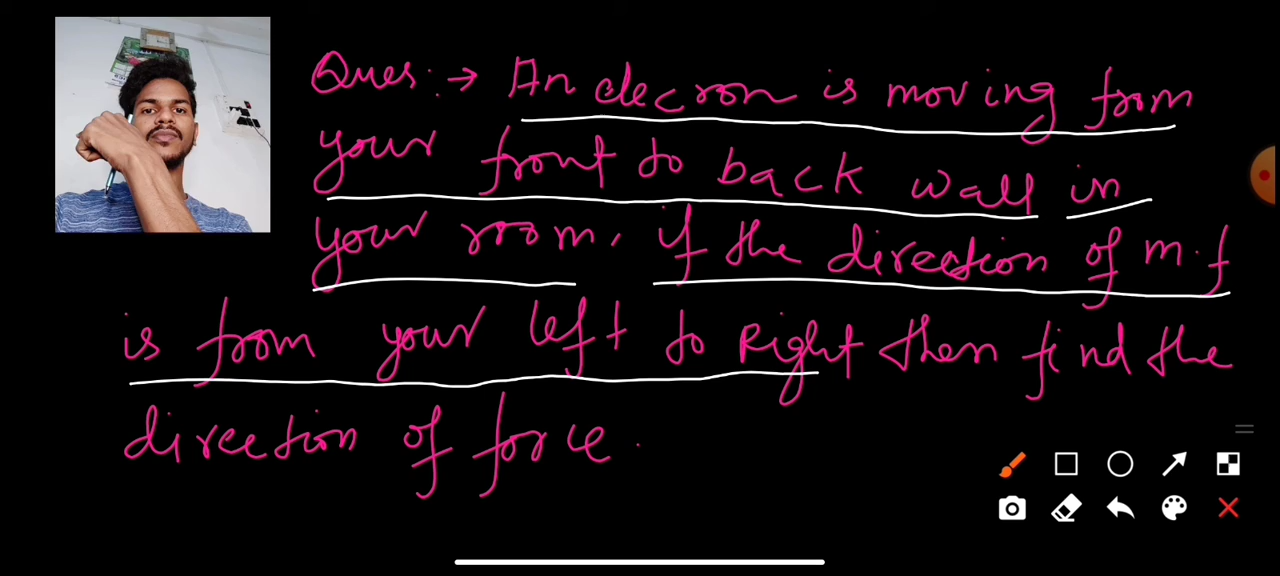 Ques:→ An elecron is moving from
your front to back wall in
your room, if the direction of m.f
is from your left to Right then find the
direction of force.